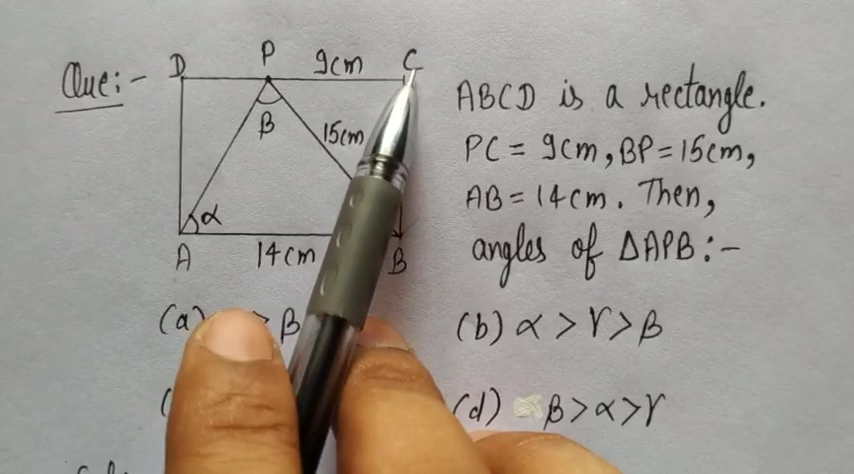 Que:-
D P 9cm C
β 15cm
α
A 14cm B
ABCD is a rectangle.
PC = 9cm, BP = 15cm,
AB = 14cm. Then,
angles of ΔAPB :-
(a) > β
(b) α > γ > β
(d) β > α > γ